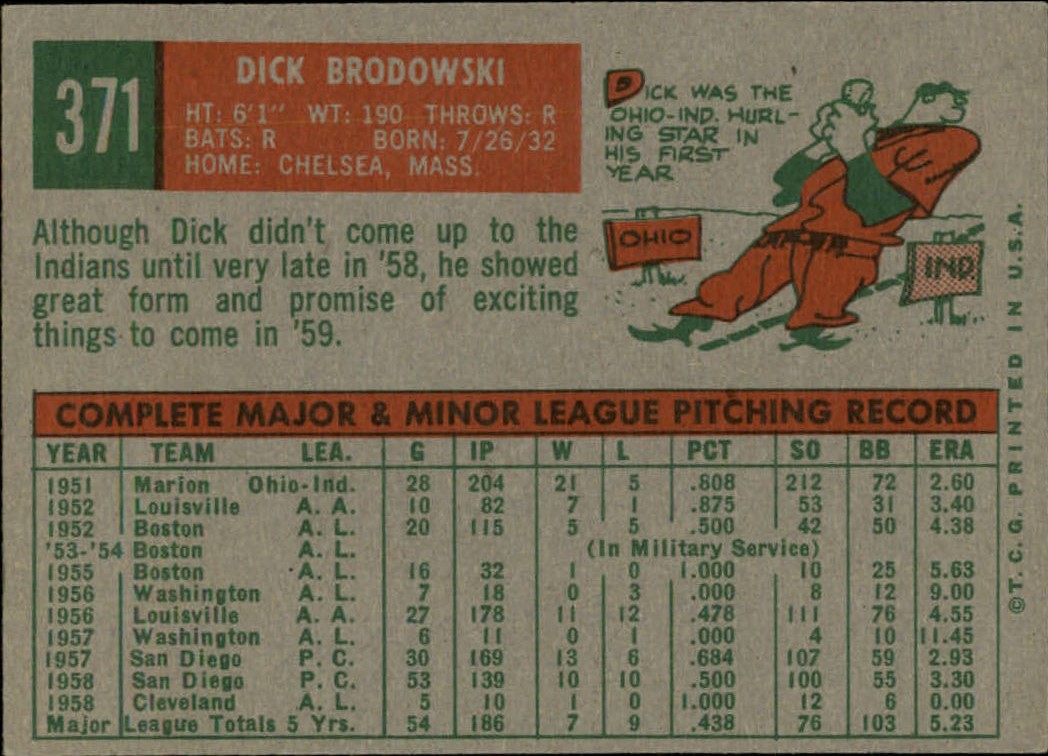 371
DICK BRODOWSKI
HT: 6'1" WT: 190 THROWS: R
BATS: R BORN: 7/26/32
HOME: CHELSEA, MASS.
DICK WAS THE
OHIO-IND. HURL-
ING STAR IN
HIS FIRST
YEAR
OHIO
IND.
Although Dick didn't come up to the
Indians until very late in '58, he showed
great form and promise of exciting
things to come in '59.
COMPLETE MAJOR & MINOR LEAGUE PITCHING RECORD
YEAR TEAM LEA. G IP W L PCT SO BB ERA
1951 Marion Ohio-Ind. 28 204 21 5 .808 212 72 2.60
1952 Louisville A. A. 10 82 7 1 .875 53 31 3.40
1952 Boston A. L. 20 115 5 5 .500 42 50 4.38
'53-'54 Boston A. L. (In Military Service)
1955 Boston A. L. 16 32 1 0 1.000 10 25 5.63
1956 Washington A. L. 7 18 0 3 .000 8 12 9.00
1956 Louisville A. A. 27 178 11 12 .478 111 76 4.55
1957 Washington A. L. 6 11 0 1 .000 4 10 11.45
1957 San Diego P. C. 30 169 13 6 .684 107 59 2.93
1958 San Diego P. C. 53 139 10 10 .500 100 55 3.30
1958 Cleveland A. L. 5 10 1 0 1.000 12 6 0.00
Major League Totals 5 Yrs. 54 186 7 9 .438 76 103 5.23
©T. C. G. PRINTED IN U.S.A.